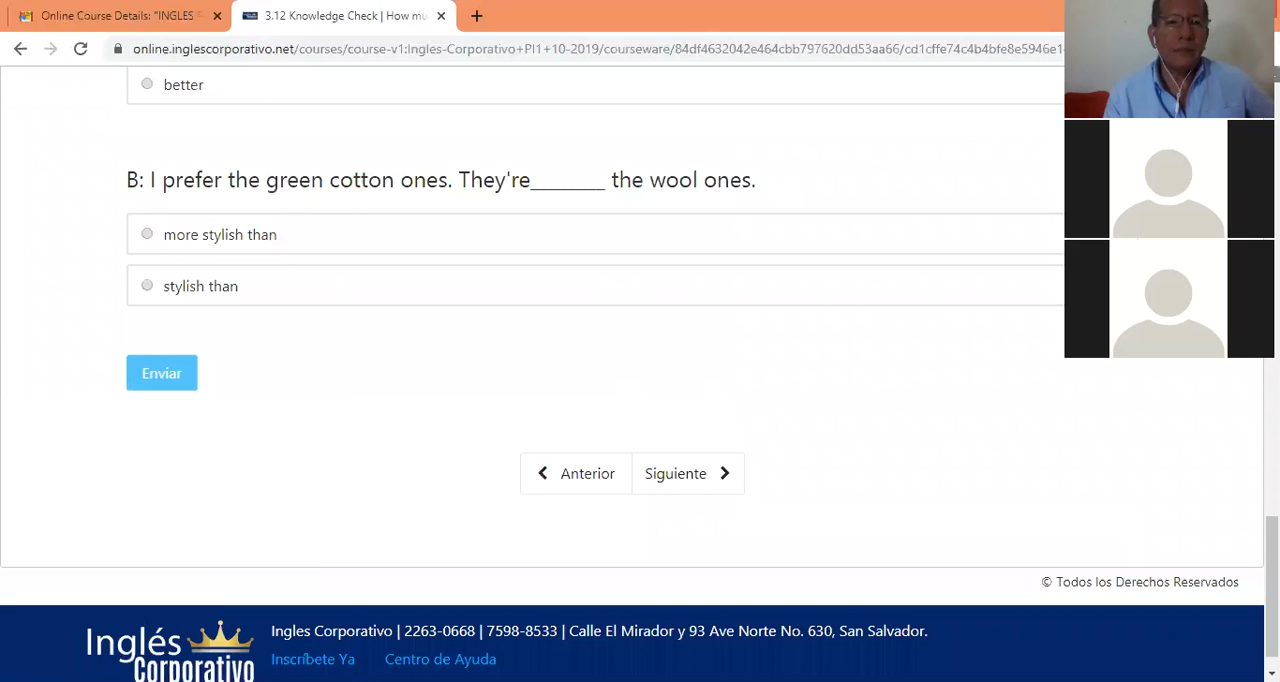 Online Course Details: "INGLES
3.12 Knowledge Check | How mu
online.inglescorporativo.net/courses/course-v1:Ingles-Corporativo+PI1+10-2019/courseware/84df4632042e464cbb797620dd53aa66/cd1cffe74c4b4bfe8e5946e1
better
B: I prefer the green cotton ones. They're_______ the wool ones.
more stylish than
stylish than
Enviar
Anterior
Siguiente
© Todos los Derechos Reservados
Inglés
Corporativo
Ingles Corporativo | 2263-0668 | 7598-8533 | Calle El Mirador y 93 Ave Norte No. 630, San Salvador.
Inscríbete Ya
Centro de Ayuda